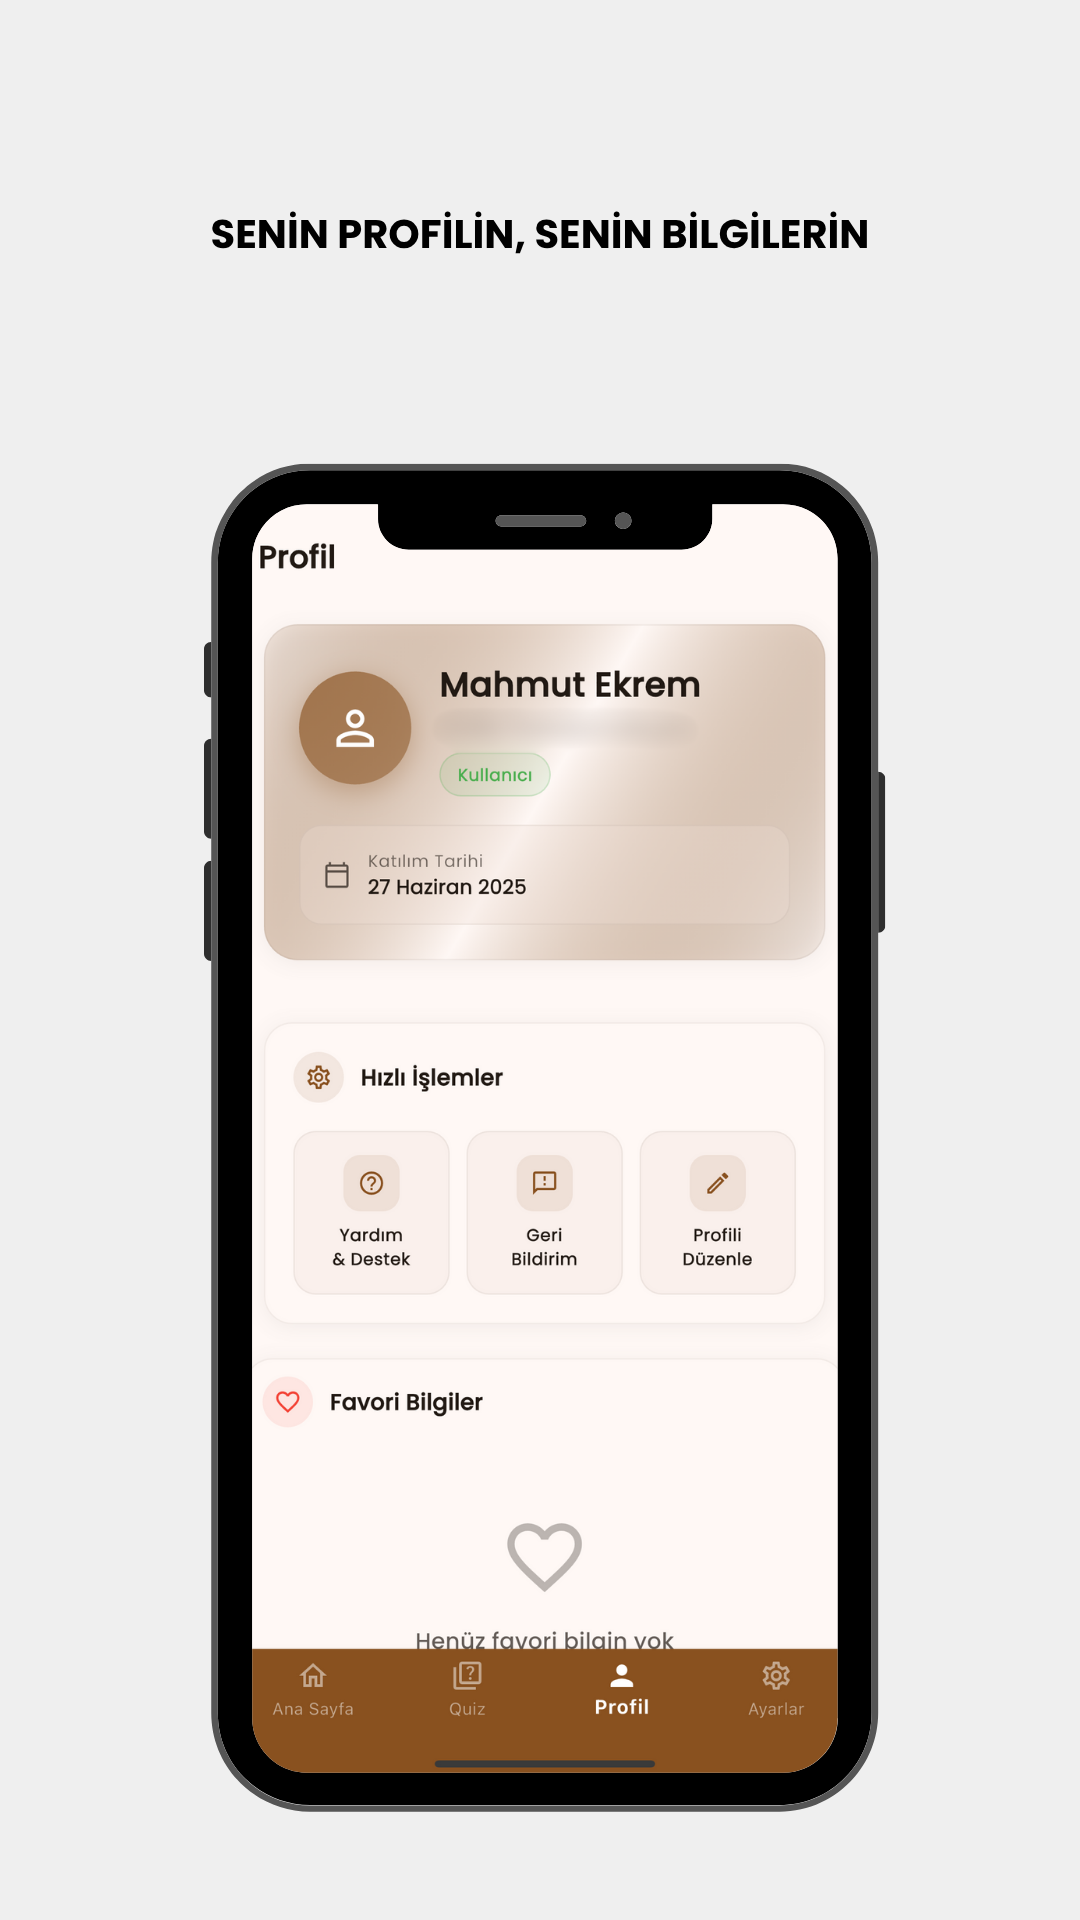 SENİN PROFİLİN, SENİN BİLGİLERİN
Profil
Mahmut Ekrem
Kullanıcı
Katılım Tarihi
27 Haziran 2025
Hızlı İşlemler
Yardım
& Destek
Geri
Bildirim
Profili
Düzenle
Favori Bilgiler
Henüz favori bilgin yok
Ana Sayfa
Quiz
Profil
Ayarlar